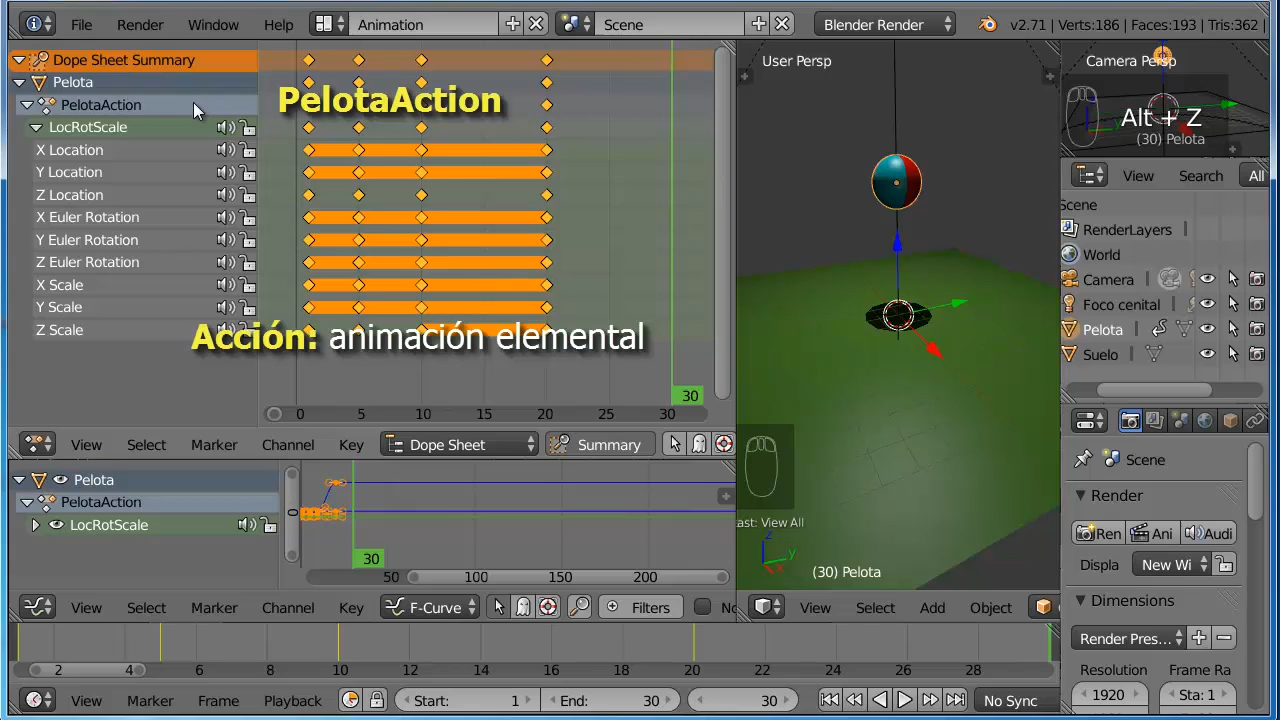 File Render Window Help Animation Scene Blender Render v2.71 | Verts:186 | Faces:193 | Tris:362
Dope Sheet Summary
Pelota
PelotaAction
LocRotScale
X Location
Y Location
Z Location
X Euler Rotation
Y Euler Rotation
Z Euler Rotation
X Scale
Y Scale
Z Scale
PelotaAction
Acción: animación elemental
30
0 5 10 15 20 25 30
View Select Marker Channel Key Dope Sheet Summary
Pelota
PelotaAction
LocRotScale
0
30
50 100 150 200
View Select Marker Channel Key F-Curve Filters No
User Persp
ast: View All
z
y
x
(30) Pelota
View Select Add Object
Camera Persp
Alt + Z
(30) Pelota
View Search All
Scene
RenderLayers
World
Camera
Foco cenital
Pelota
Suelo
Scene
Render
Ren Ani Audi
Displa New Wi
Dimensions
Render Pres...
Resolution Frame Ra
1920 Sta: 1
2 4 6 8 10 12 14 16 18 20 22 24 26 28
View Marker Frame Playback Start: 1 End: 30 30 No Sync